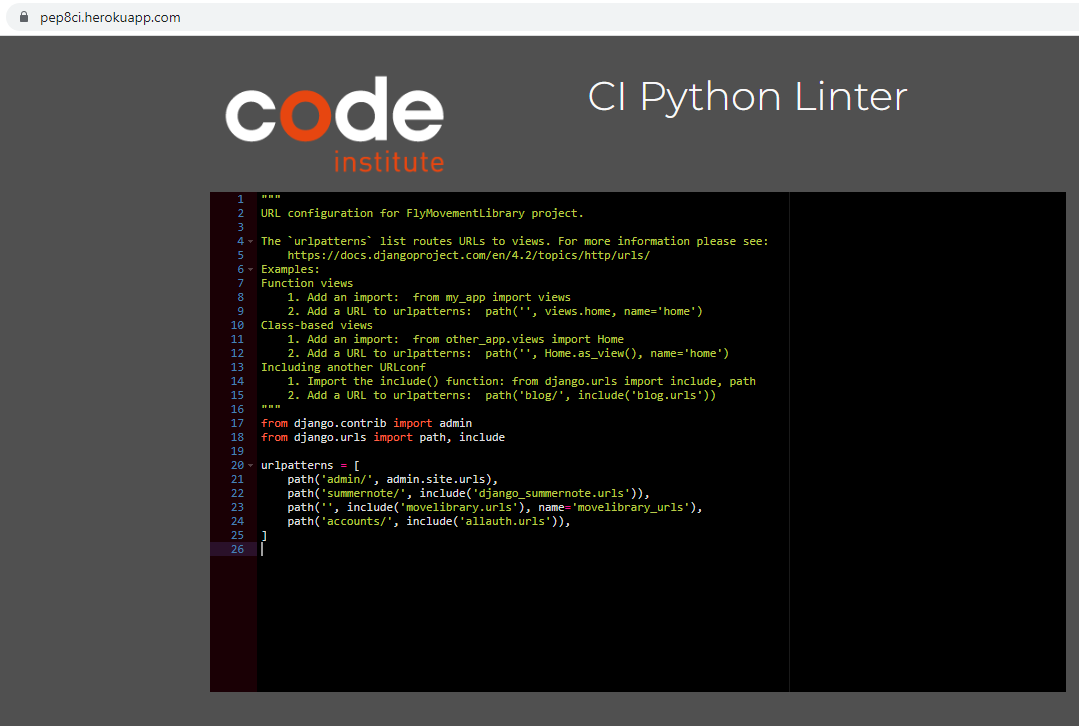 pep8ci.herokuapp.com
code
institute
CI Python Linter
1 """
2 URL configuration for FlyMovementLibrary project.
3
4 The `urlpatterns` list routes URLs to views. For more information please see:
5     https://docs.djangoproject.com/en/4.2/topics/http/urls/
6 Examples:
7 Function views
8     1. Add an import:  from my_app import views
9     2. Add a URL to urlpatterns:  path('', views.home, name='home')
10 Class-based views
11     1. Add an import:  from other_app.views import Home
12     2. Add a URL to urlpatterns:  path('', Home.as_view(), name='home')
13 Including another URLconf
14     1. Import the include() function: from django.urls import include, path
15     2. Add a URL to urlpatterns:  path('blog/', include('blog.urls'))
16 """
17 from django.contrib import admin
18 from django.urls import path, include
19
20 urlpatterns = [
21     path('admin/', admin.site.urls),
22     path('summernote/', include('django_summernote.urls')),
23     path('', include('movelibrary.urls'), name='movelibrary_urls'),
24     path('accounts/', include('allauth.urls')),
25 ]
26